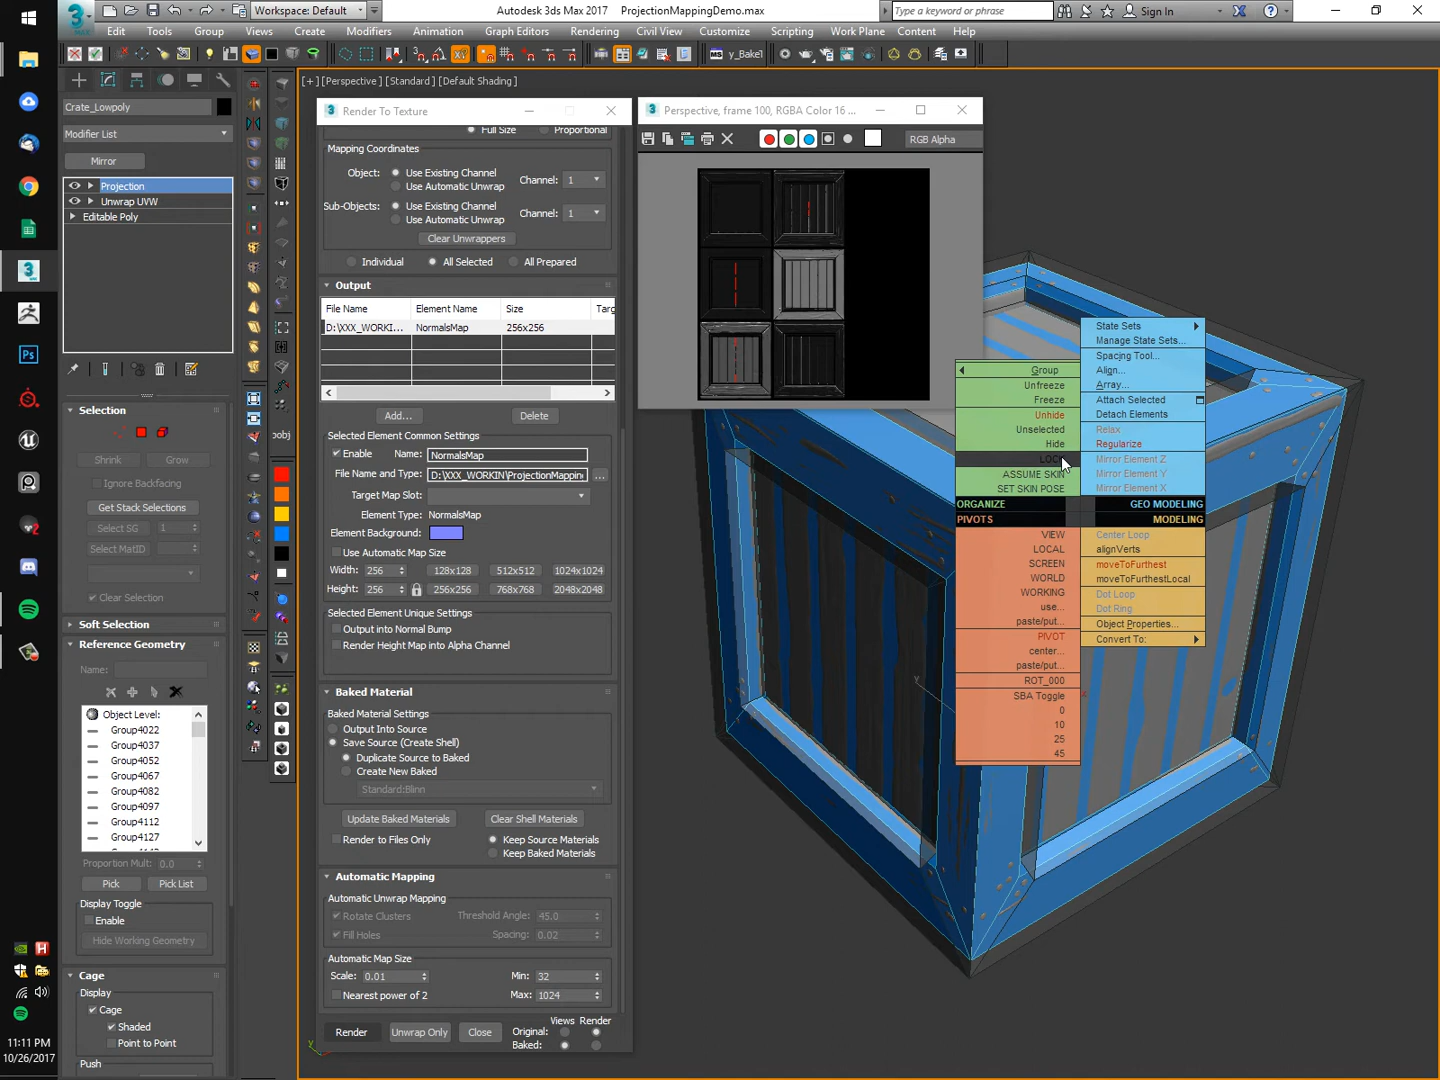 Workspace: Default
Autodesk 3ds Max 2017
ProjectionMappingDemo.max
Type a keyword or phrase
Sign In
Edit
Tools
Group
Views
Create
Modifiers
Animation
Graph Editors
Rendering
Civil View
Customize
Scripting
Work Plane
Content
Help
y_Bake1
[+] [Perspective] [Standard] [Default Shading]
Crate_Lowpoly
Modifier List
Mirror
Projection
Unwrap UVW
Editable Poly
Selection
Shrink
Grow
Ignore Backfacing
Get Stack Selections
Select SG
1
Select MatID
Clear Selection
Soft Selection
Reference Geometry
Name:
Object Level:
Group4022
Group4037
Group4052
Group4067
Group4082
Group4097
Group4112
Group4127
Proportion Mult:
0.0
Pick
Pick List
Display Toggle
Enable
Hide Working Geometry
Cage
Display
Cage
Shaded
Point to Point
Push
11:11 PM
10/26/2017
obj
Render To Texture
Full Size
Proportional
Mapping Coordinates
Object:
Use Existing Channel
Channel:
1
Use Automatic Unwrap
Sub-Objects:
Use Existing Channel
Channel:
1
Use Automatic Unwrap
Clear Unwrappers
Individual
All Selected
All Prepared
Output
File Name
Element Name
Size
Targ
D:\XXX_WORKI...
NormalsMap
256x256
Add...
Delete
Selected Element Common Settings
Enable
Name:
NormalsMap
File Name and Type:
D:\XXX_WORKIN\ProjectionMappin
...
Target Map Slot:
Element Type:
NormalsMap
Element Background:
Use Automatic Map Size
Width:
256
128x128
512x512
1024x1024
Height:
256
256x256
768x768
2048x2048
Selected Element Unique Settings
Output into Normal Bump
Render Height Map into Alpha Channel
Baked Material
Baked Material Settings
Output Into Source
Save Source (Create Shell)
Duplicate Source to Baked
Create New Baked
Standard:Blinn
Update Baked Materials
Clear Shell Materials
Render to Files Only
Keep Source Materials
Keep Baked Materials
Automatic Mapping
Automatic Unwrap Mapping
Rotate Clusters
Threshold Angle:
45.0
Fill Holes
Spacing:
0.02
Automatic Map Size
Scale:
0.01
Min:
32
Nearest power of 2
Max:
1024
Views
Render
Render
Unwrap Only
Close
Original:
Baked:
Perspective, frame 100, RGBA Color 16 ...
RGB Alpha
Group
Unfreeze
Freeze
Unhide
Unselected
Hide
ASSUME SKIN
SET SKIN POSE
ORGANIZE
PIVOTS
VIEW
LOCAL
SCREEN
WORLD
WORKING
use...
paste/put...
PIVOT
center...
paste/put...
ROT_000
SBA Toggle
0
10
25
45
State Sets
Manage State Sets...
Spacing Tool...
Align...
Array...
Attach Selected
Detach Elements
Relax
Regularize
Mirror Element Z
Mirror Element Y
Mirror Element X
GEO MODELING
MODELING
Center Loop
alignVerts
moveToFurthest
moveToFurthestLocal
Dot Loop
Dot Ring
Object Properties...
Convert To: